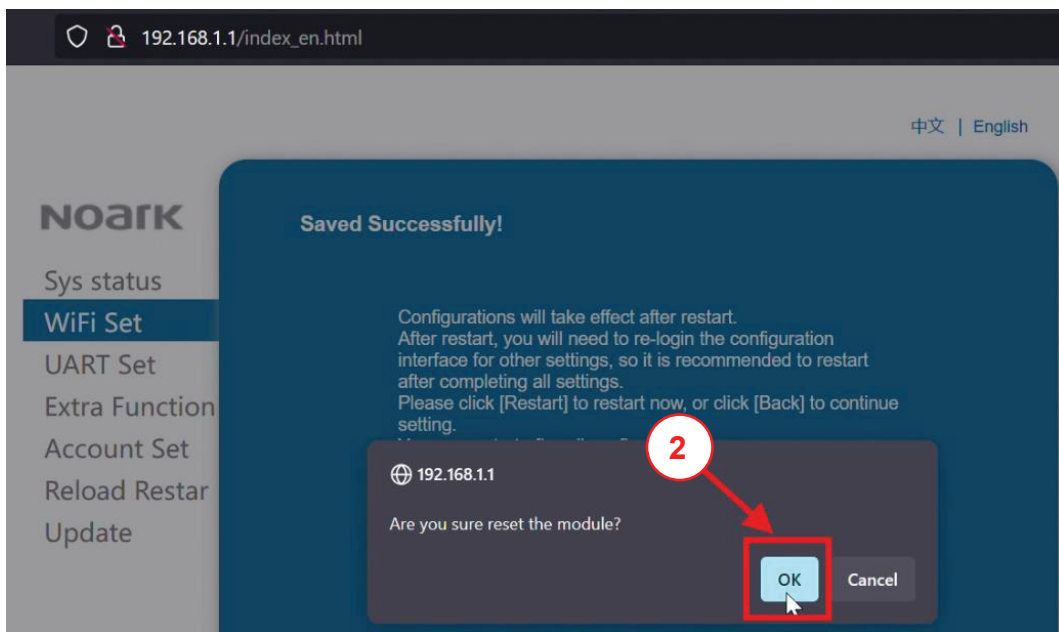 192.168.1.1/index_en.html
中文 | English
NOARK
Saved Successfully!
Sys status
WiFi Set
UART Set
Extra Function
Account Set
Reload Restar
Update
Configurations will take effect after restart.
After restart, you will need to re-login the configuration
interface for other settings, so it is recommended to restart
after completing all settings.
Please click [Restart] to restart now, or click [Back] to continue
setting.
2
192.168.1.1
Are you sure reset the module?
OK
Cancel